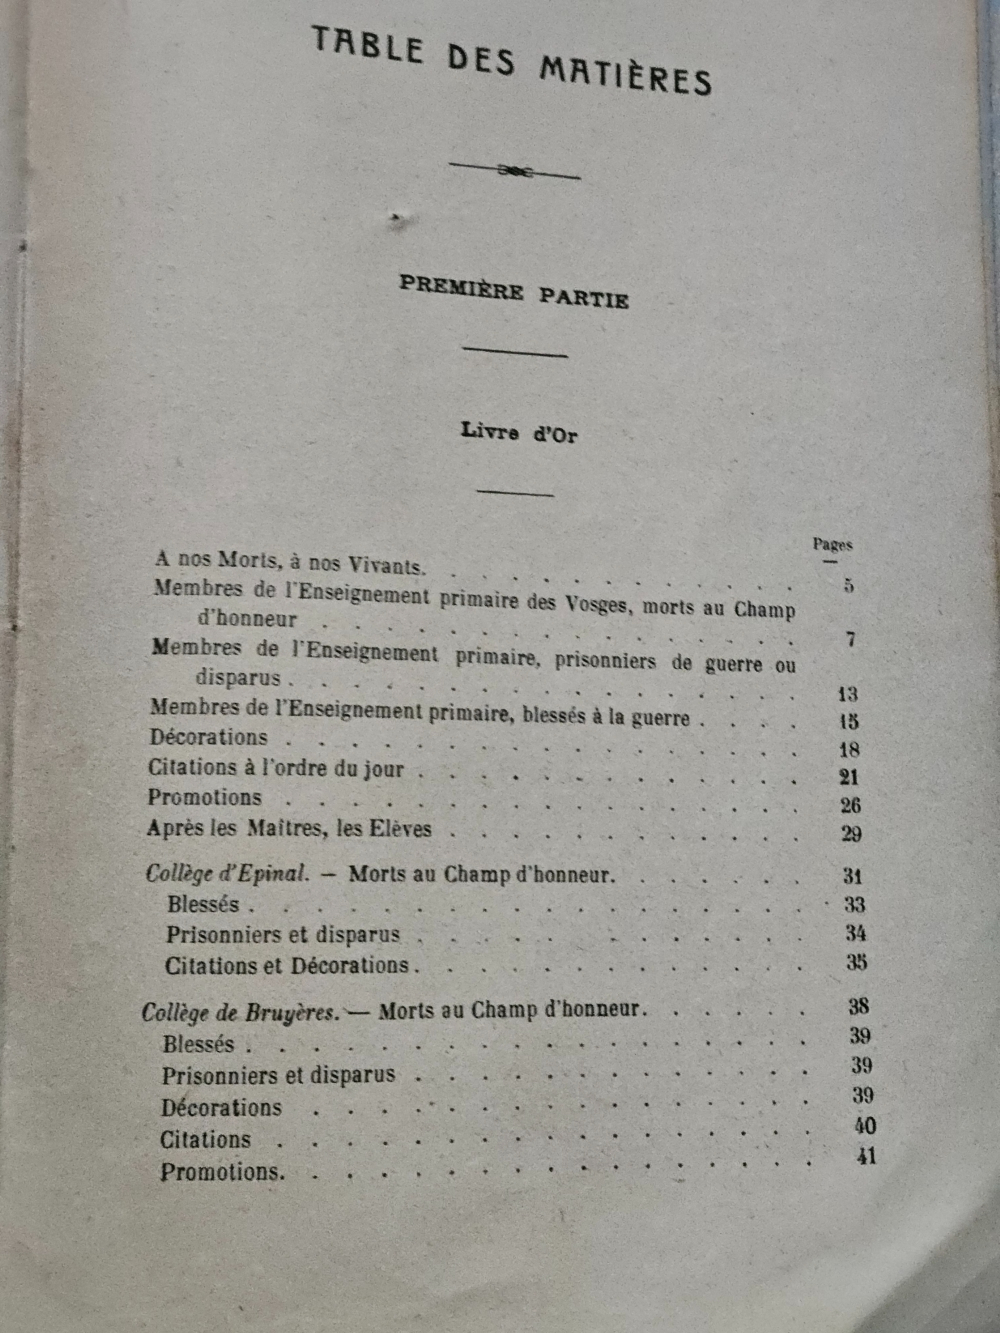 TABLE DES MATIÈRES
PREMIÈRE PARTIE
Livre d'Or
Pages
A nos Morts, à nos Vivants. . . . . . . . . . . . 5
Membres de l'Enseignement primaire des Vosges, morts au Champ
d'honneur . . . . . . . . . . . . . . . 7
Membres de l'Enseignement primaire, prisonniers de guerre ou
disparus . . . . . . . . . . . . . . . . 13
Membres de l'Enseignement primaire, blessés à la guerre . . . . 15
Décorations . . . . . . . . . . . . . . . . 18
Citations à l'ordre du jour . . . . . . . . . . . . 21
Promotions . . . . . . . . . . . . . . . . 26
Après les Maîtres, les Elèves . . . . . . . . . . . 29
Collège d'Epinal. — Morts au Champ d'honneur. . . . . . 31
Blessés . . . . . . . . . . . . . . . . . 33
Prisonniers et disparus . . . . . . . . . . . . 34
Citations et Décorations . . . . . . . . . . . . 35
Collège de Bruyères. — Morts au Champ d'honneur. . . . . . 38
Blessés . . . . . . . . . . . . . . . . . 39
Prisonniers et disparus . . . . . . . . . . . . 39
Décorations . . . . . . . . . . . . . . . 39
Citations . . . . . . . . . . . . . . . . 40
Promotions. . . . . . . . . . . . . . . . 41